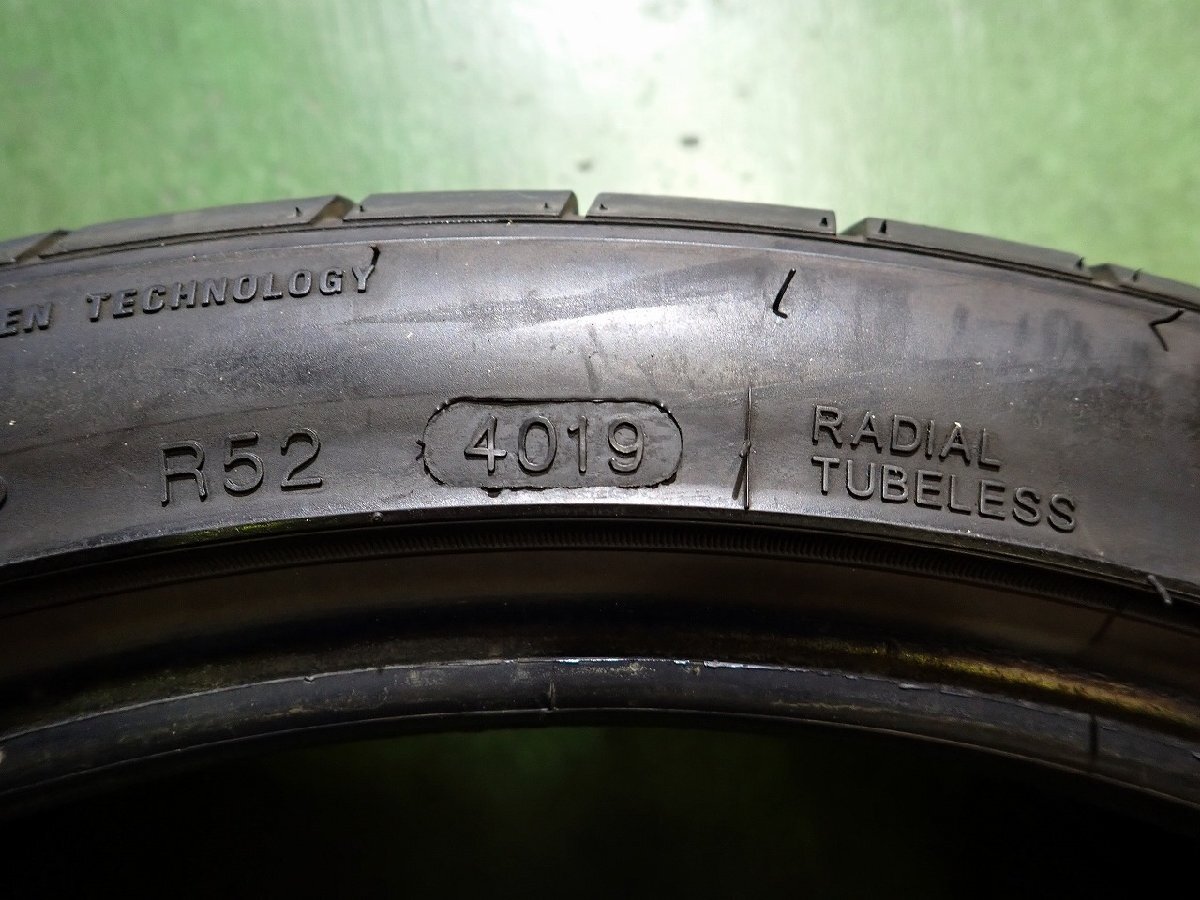 EN TECHNOLOGY
R52 4019
RADIAL
TUBELESS